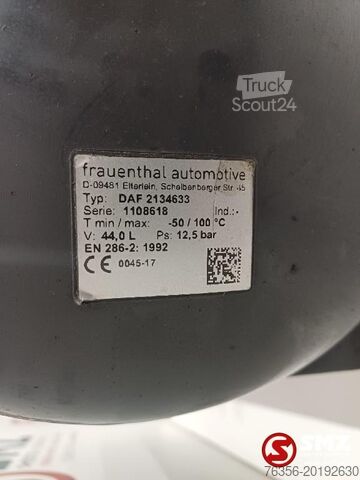 Truck
Scout24
frauenthal automotive
D-09481 Elterlein, Scheibenberger Str. 45
Typ: DAF 2134633
Serie: 1108618 Ind.: -
T min / max: -50 / 100 °C
V: 44,0 L Ps: 12,5 bar
EN 286-2: 1992
CE 0045-17
SMZ
76356-20192630